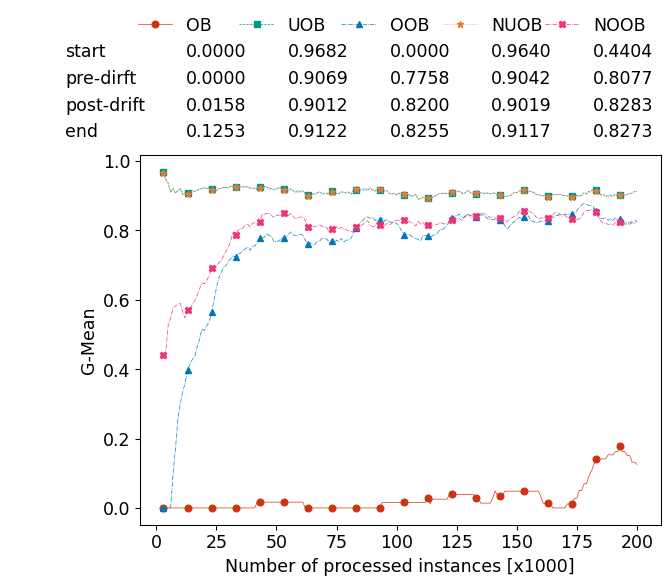 OB UOB OOB NUOB NOOB
start 0.0000 0.9682 0.0000 0.9640 0.4404
pre-dirft 0.0000 0.9069 0.7758 0.9042 0.8077
post-drift 0.0158 0.9012 0.8200 0.9019 0.8283
end 0.1253 0.9122 0.8255 0.9117 0.8273
1.0
0.8
0.6
0.4
0.2
0.0
G-Mean
0 25 50 75 100 125 150 175 200
Number of processed instances [x1000]